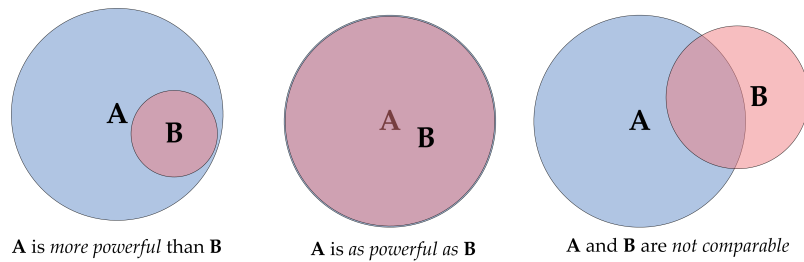 A
B
A is more powerful than B
A
B
A is as powerful as B
A
B
A and B are not comparable